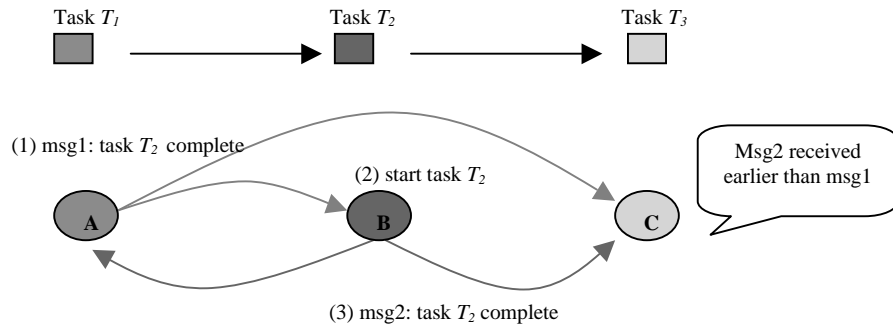 Task T1 Task T2 Task T3
(1) msg1: task T2 complete
(2) start task T2
Msg2 received
earlier than msg1
A B C
(3) msg2: task T2 complete